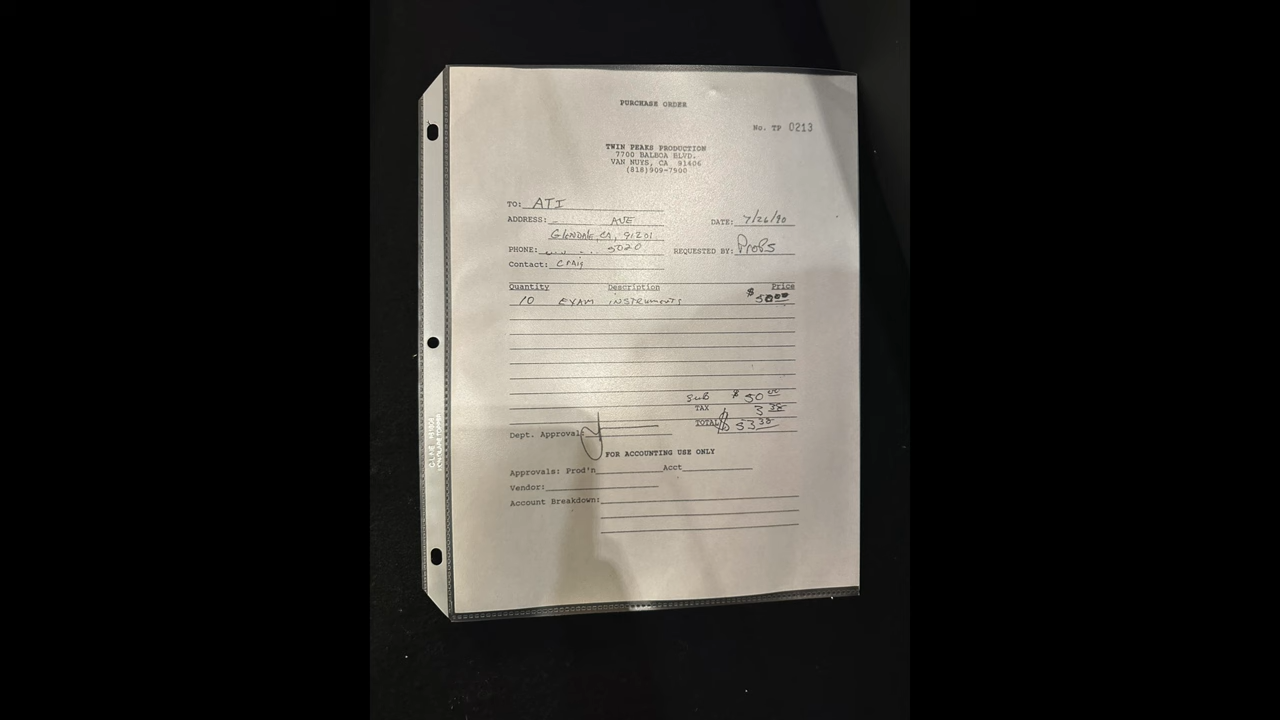 PURCHASE ORDER
No. TP 0213
TWIN PEAKS PRODUCTION
7700 BALBOA BLVD.
VAN NUYS, CA 91406
(818)909-7900
TO: ATI
ADDRESS: AVE DATE: 7/26/90
GLENDALE, CA, 91201
PHONE: 5020 REQUESTED BY: PROPS
Contact: CRAIG
Quantity Description Price
10 EXAM INSTRUMENTS $50.00
SUB $50.00
TAX 3.38
TOTAL $53.38
Dept. Approval:
FOR ACCOUNTING USE ONLY
Approvals: Prod'n Acct
Vendor:
Account Breakdown: